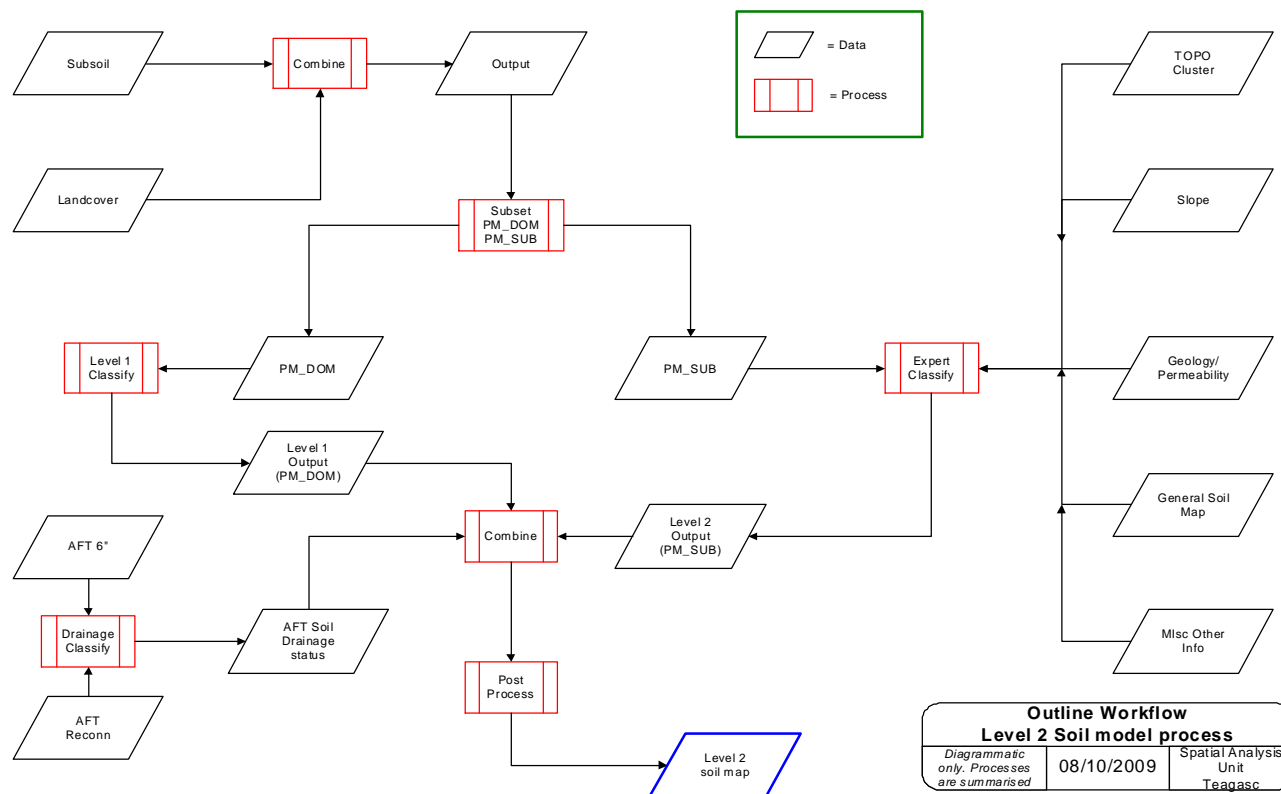 Subsoil
Combine
Output
= Data
= Process
TOPO
Cluster
Landcover
Subset
PM_DOM
PM_SUB
Slope
Level 1
Classify
PM_DOM
PM_SUB
Expert
Classify
Geology/
Permeability
Level 1
Output
(PM_DOM)
General Soil
Map
AFT 6"
Combine
Level 2
Output
(PM_SUB)
Drainage
Classify
AFT Soil
Drainage
status
MIsc Other
Info
AFT
Reconn
Post
Process
Level 2
soil map
Outline Workflow
Level 2 Soil model process
Diagrammatic
only. Processes
are summarised
08/10/2009
Spatial Analysis
Unit
Teagasc